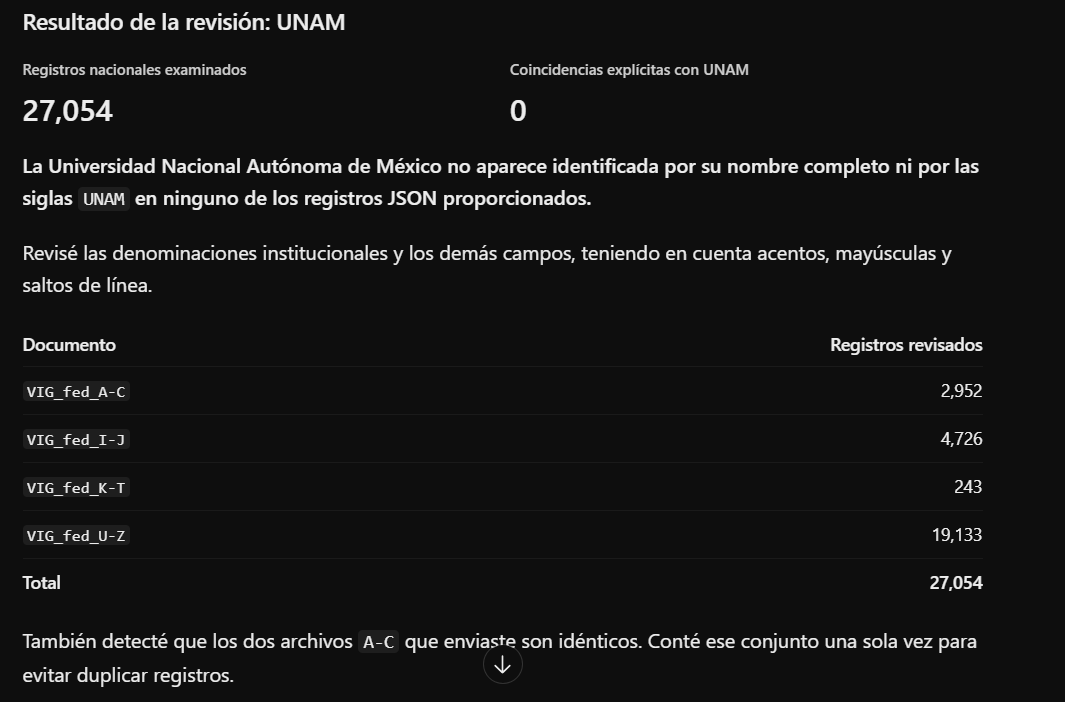 Resultado de la revisión: UNAM
Registros nacionales examinados
Coincidencias explícitas con UNAM
27,054
0
La Universidad Nacional Autónoma de México no aparece identificada por su nombre completo ni por las
siglas UNAM en ninguno de los registros JSON proporcionados.
Revisé las denominaciones institucionales y los demás campos, teniendo en cuenta acentos, mayúsculas y
saltos de línea.
Documento Registros revisados
VIG_fed_A-C 2,952
VIG_fed_I-J 4,726
VIG_fed_K-T 243
VIG_fed_U-Z 19,133
Total 27,054
También detecté que los dos archivos A-C que enviaste son idénticos. Conté ese conjunto una sola vez para
evitar duplicar registros.